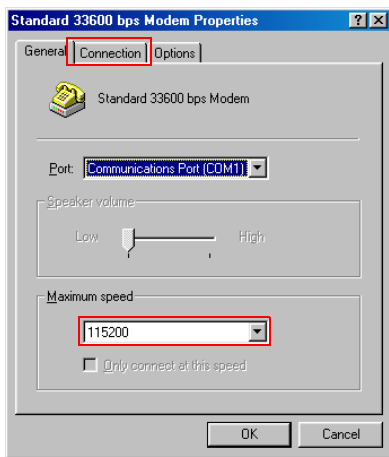 Standard 33600 bps Modem Properties
General Connection Options
Standard 33600 bps Modem
Port: Communications Port (COM1)
Speaker volume
Low High
Maximum speed
115200
Only connect at this speed
OK Cancel